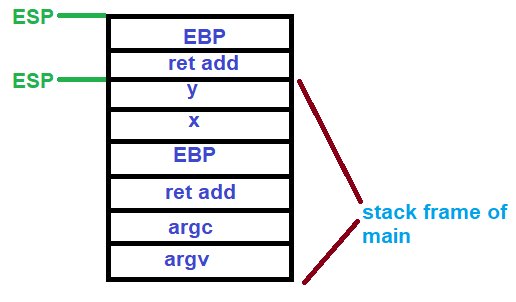 ESP
EBP
ret add
ESP
y
x
EBP
ret add
argc
argv
stack frame of
main